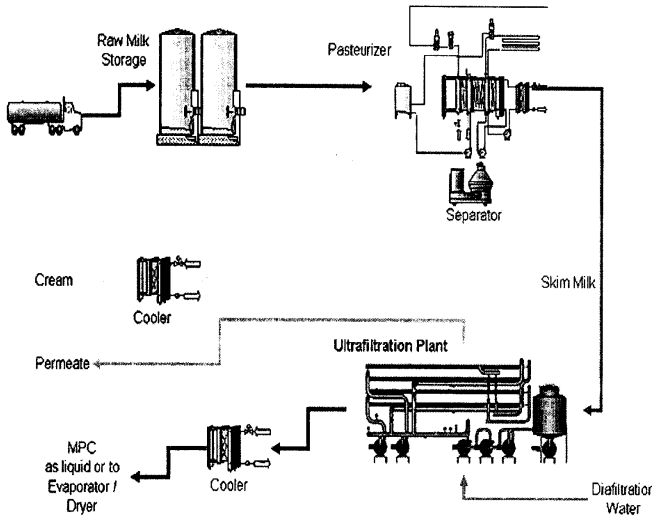 Raw Milk
Storage
Pasteurizer
Separator
Cream
Cooler
Skim Milk
Permeate
Ultrafiltration Plant
MPC
as liquid or to
Evaporator /
Dryer
Cooler
Diafiltration
Water